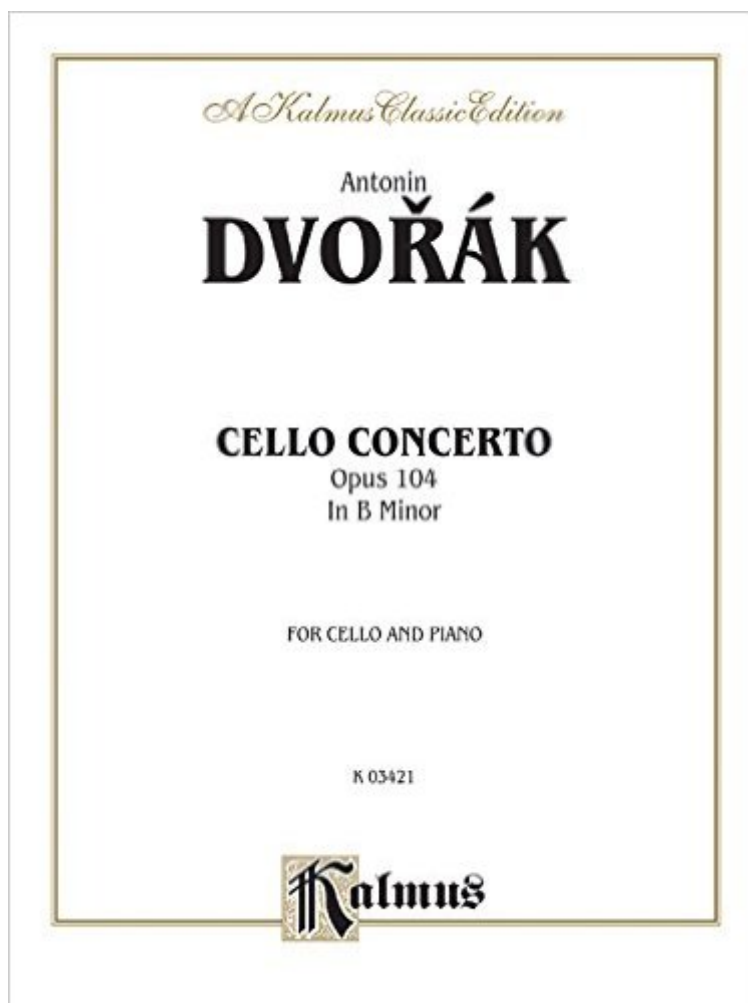 A Kalmus Classic Edition
Antonin
DVOŘÁK
CELLO CONCERTO
Opus 104
In B Minor
FOR CELLO AND PIANO
K 03421
Kalmus